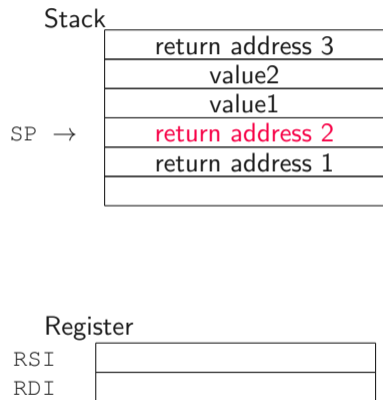 Stack
return address 3
value2
value1
SP → return address 2
return address 1
Register
RSI
RDI